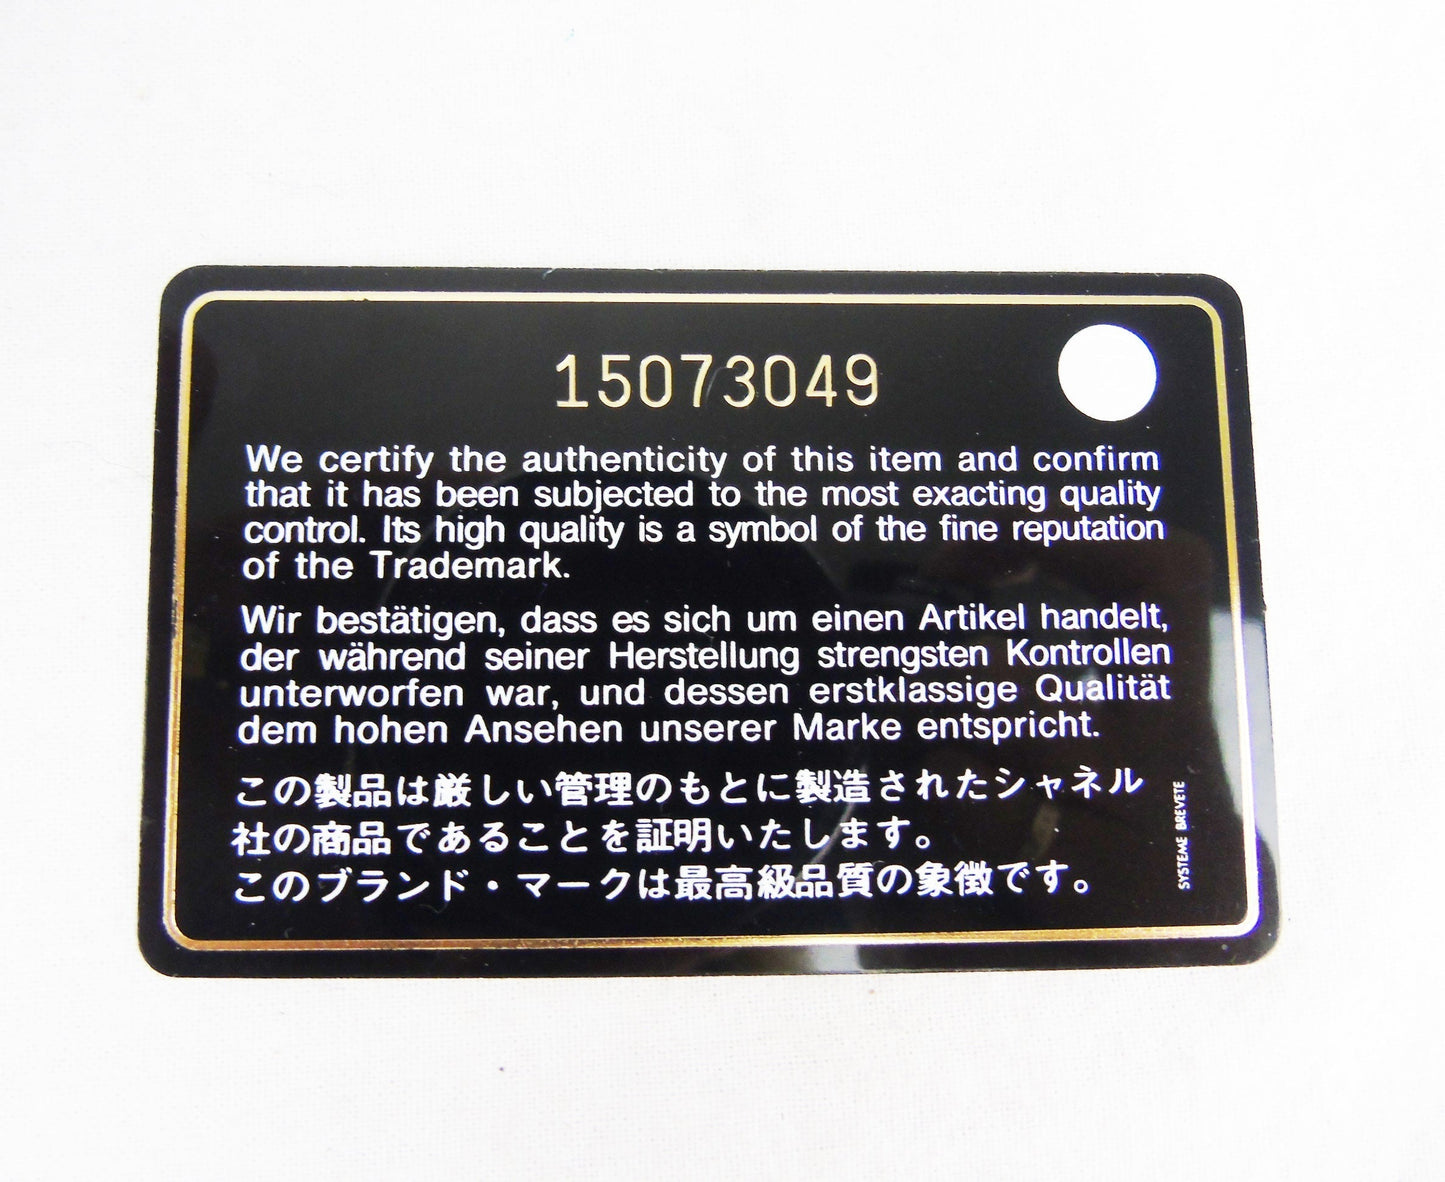 15073049
We certify the authenticity of this item and confirm
that it has been subjected to the most exacting quality
control. Its high quality is a symbol of the fine reputation
of the Trademark.
Wir bestätigen, dass es sich um einen Artikel handelt,
der während seiner Herstellung strengsten Kontrollen
unterworfen war, und dessen erstklassige Qualität
dem hohen Ansehen unserer Marke entspricht.
この製品は厳しい管理のもとに製造されたシャネル
社の商品であることを証明いたします。
このブランド・マークは最高級品質の象徴です。
SYSTEME BREVETE